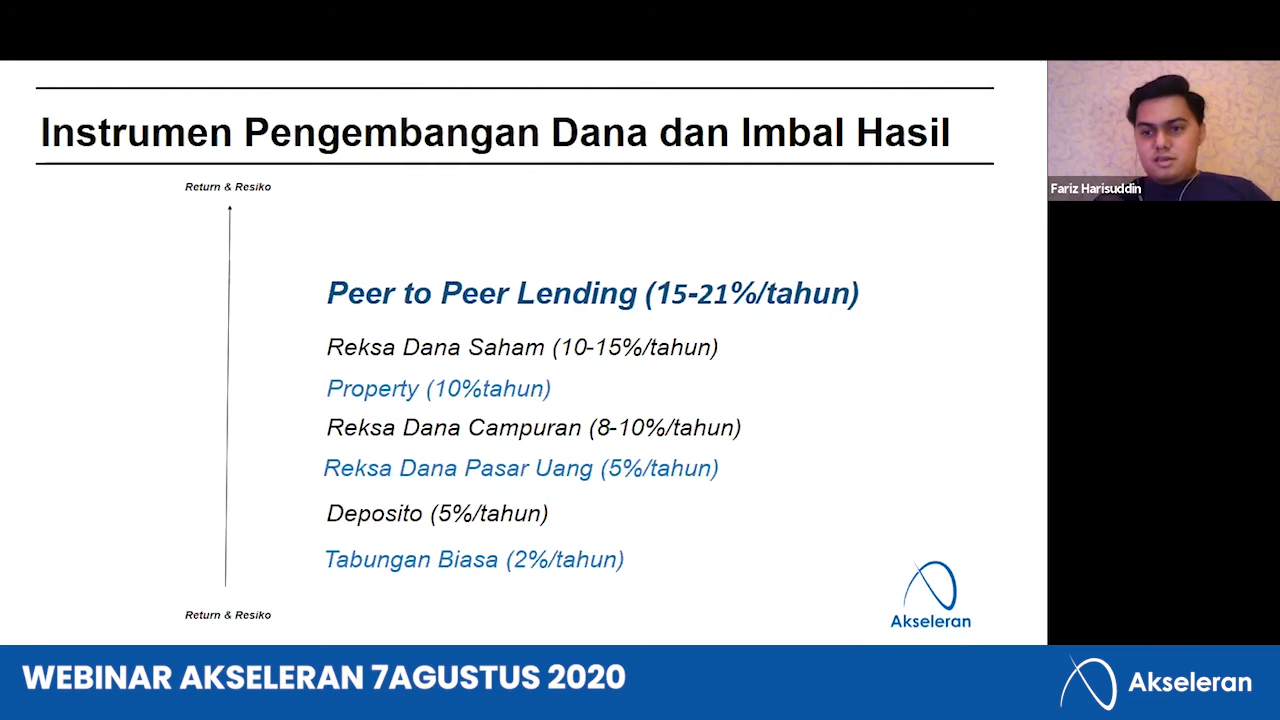 Instrumen Pengembangan Dana dan Imbal Hasil
Return & Resiko
Peer to Peer Lending (15-21%/tahun)
Reksa Dana Saham (10-15%/tahun)
Property (10%tahun)
Reksa Dana Campuran (8-10%/tahun)
Reksa Dana Pasar Uang (5%/tahun)
Deposito (5%/tahun)
Tabungan Biasa (2%/tahun)
Return & Resiko
Akseleran
Fariz Harisuddin
WEBINAR AKSELERAN 7AGUSTUS 2020
Akseleran